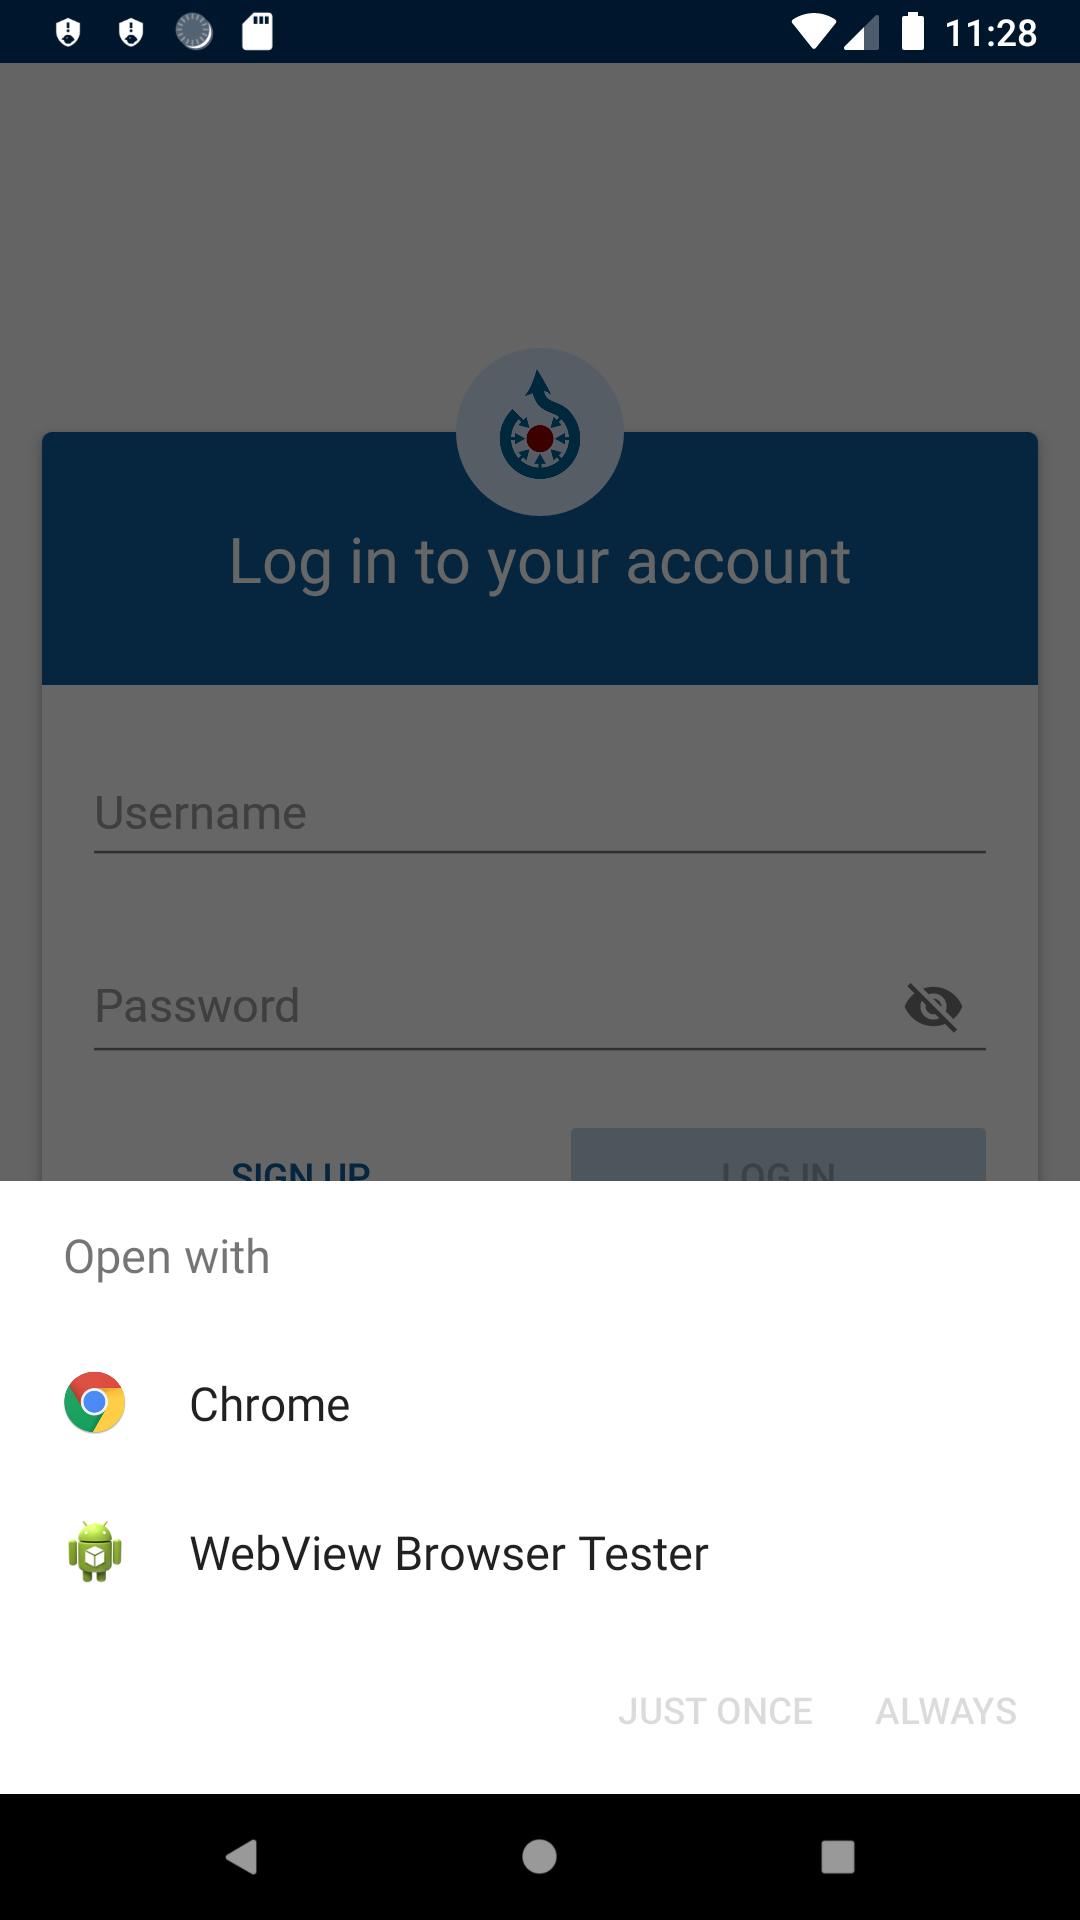 11:28
Log in to your account
Username
Password
SIGN UP
LOG IN
Open with
Chrome
WebView Browser Tester
JUST ONCE
ALWAYS